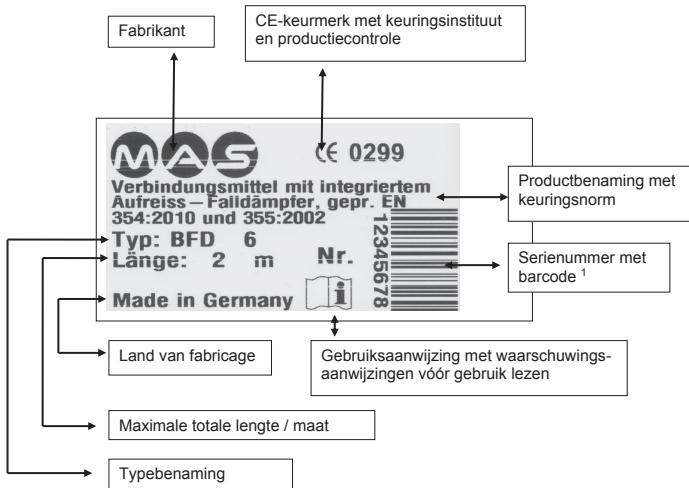 Fabrikant
CE-keurmerk met keuringsinstituut
en productiecontrole
MAS
CE 0299
Verbindungsmittel mit integriertem
Aufreiss – Falldämpfer, gepr. EN
354:2010 und 355:2002
Typ: BFD 6
Länge: 2 m
Nr.
12345678
Made in Germany
i
Productbenaming met
keuringsnorm
Serienummer met
barcode ¹
Land van fabricage
Gebruiksaanwijzing met waarschuwings-
aanwijzingen vóór gebruik lezen
Maximale totale lengte / maat
Typebenaming